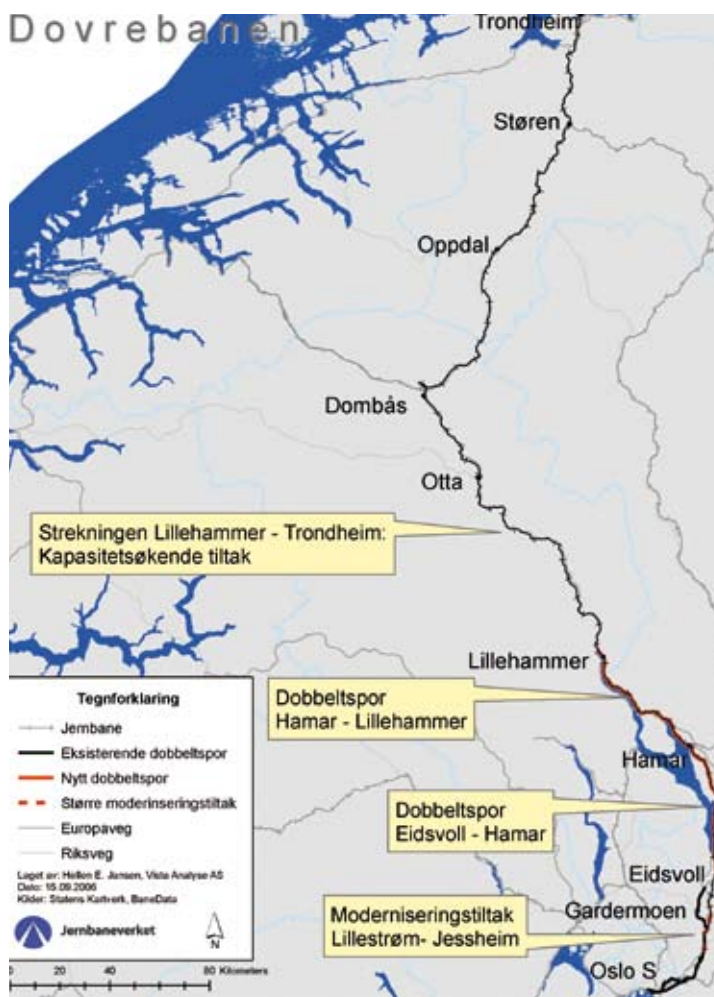 Dovrebanen
Trondheim
Støren
Oppdal
Dombås
Otta
Strekningen Lillehammer - Trondheim:
Kapasitetsøkende tiltak
Lillehammer
Dobbeltspor
Hamar - Lillehammer
Hamar
Dobbeltspor
Eidsvoll - Hamar
Eidsvoll
Gardermoen
Moderniseringstiltak
Lillestrøm- Jessheim
Oslo S
Tegnforklaring
Jernbane
Eksisterende dobbeltspor
Nytt dobbeltspor
Større moderinseringstiltak
Europaveg
Riksveg
Laget av: Hellen E. Jansen, Vista Analyse AS
Dato: 15.09.2006
Kilder: Statens Kartverk, BaneData
Jernbaneverket
N
0 20 40 60 80 Kilometers